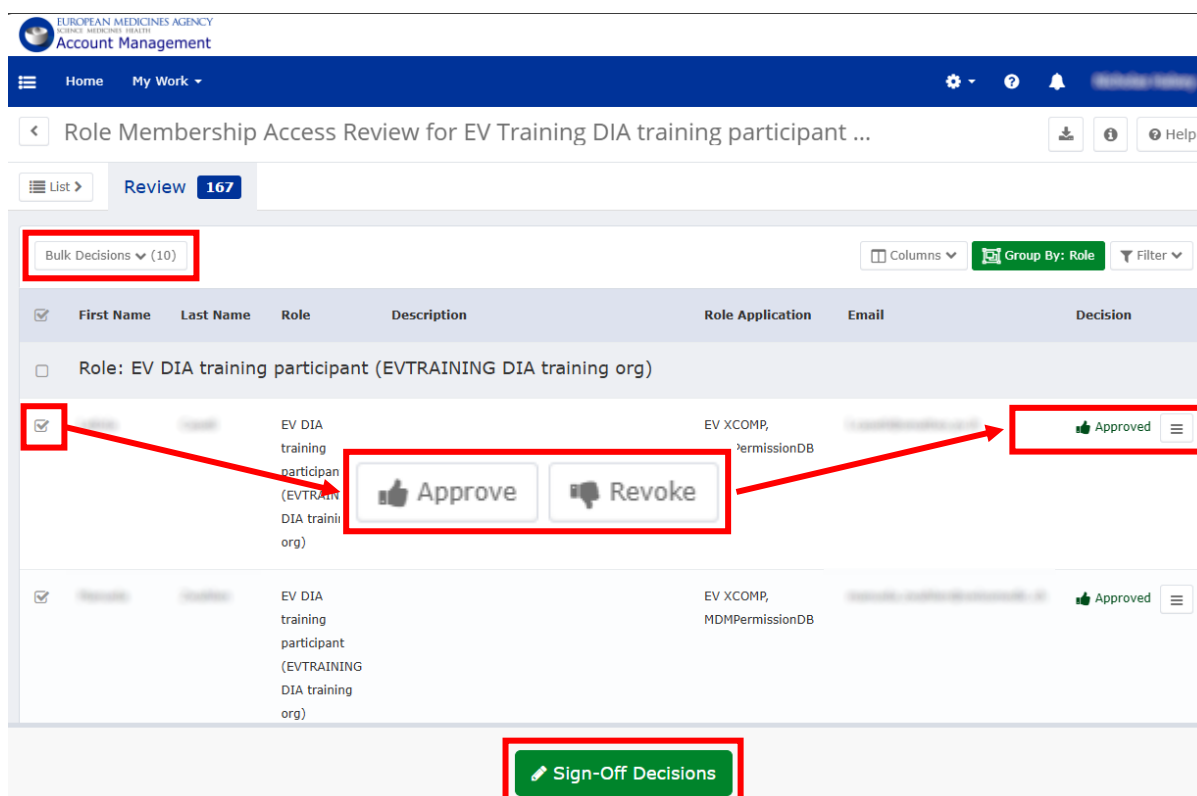 EUROPEAN MEDICINES AGENCY
SCIENCE MEDICINES HEALTH
Account Management
Home My Work
Role Membership Access Review for EV Training DIA training participant ...
Help
List
Review 167
Bulk Decisions (10)
Columns
Group By: Role
Filter
First Name Last Name Role Description Role Application Email Decision
Role: EV DIA training participant (EVTRAINING DIA training org)
EV DIA
training
org)
EV XCOMP,
PermissionDB
Approved
Approve Revoke
EV DIA
training
participant
(EVTRAINING
DIA training
org)
EV XCOMP,
MDMPermissionDB
Approved
Sign-Off Decisions